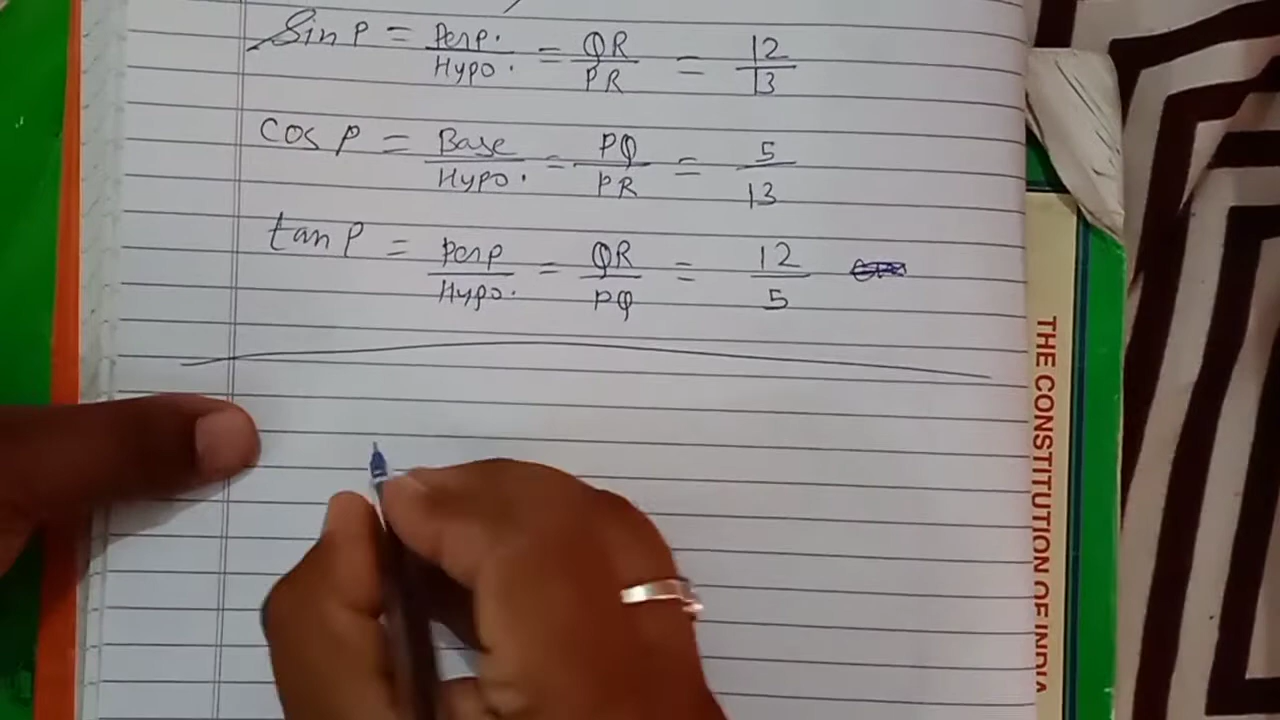 Sin P = Perp. / Hypo. = QR / PR = 12 / 13
cos P = Base / Hypo. = PQ / PR = 5 / 13
tan P = Perp / Hypo. = QR / PQ = 12 / 5
THE CONSTITUTION OF INDIA